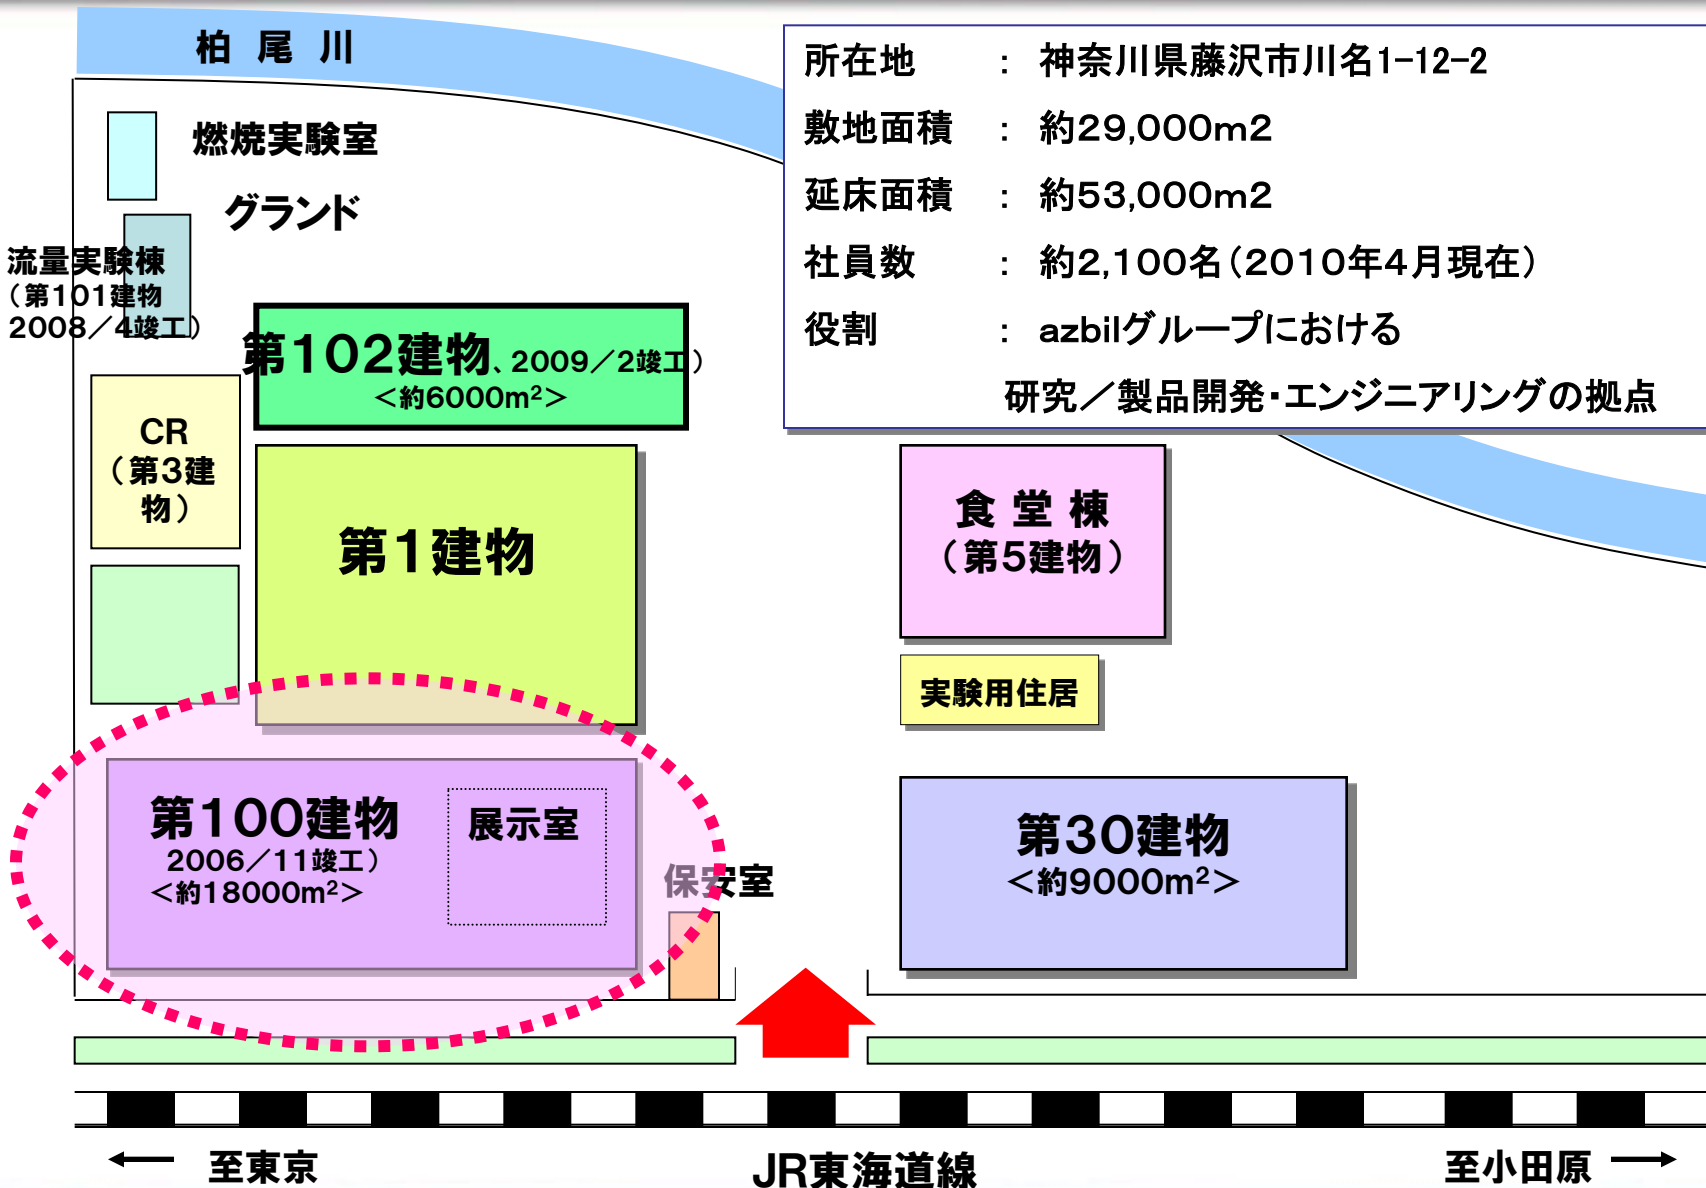 柏 尾 川
所在地 : 神奈川県藤沢市川名1-12-2
敷地面積 : 約29,000m2
延床面積 : 約53,000m2
社員数 : 約2,100名(2010年4月現在)
役割 : azbilグループにおける
研究/製品開発・エンジニアリングの拠点
燃焼実験室
グランド
流量実験棟
(第101建物
2008/4竣工)
第102建物、2009/2竣工)
<約6000m²>
CR
(第3建
物)
第1建物
食 堂 棟
(第5建物)
実験用住居
第100建物
2006/11竣工)
<約18000m²>
展示室
保安室
第30建物
<約9000m²>
← 至東京
JR東海道線
至小田原 →